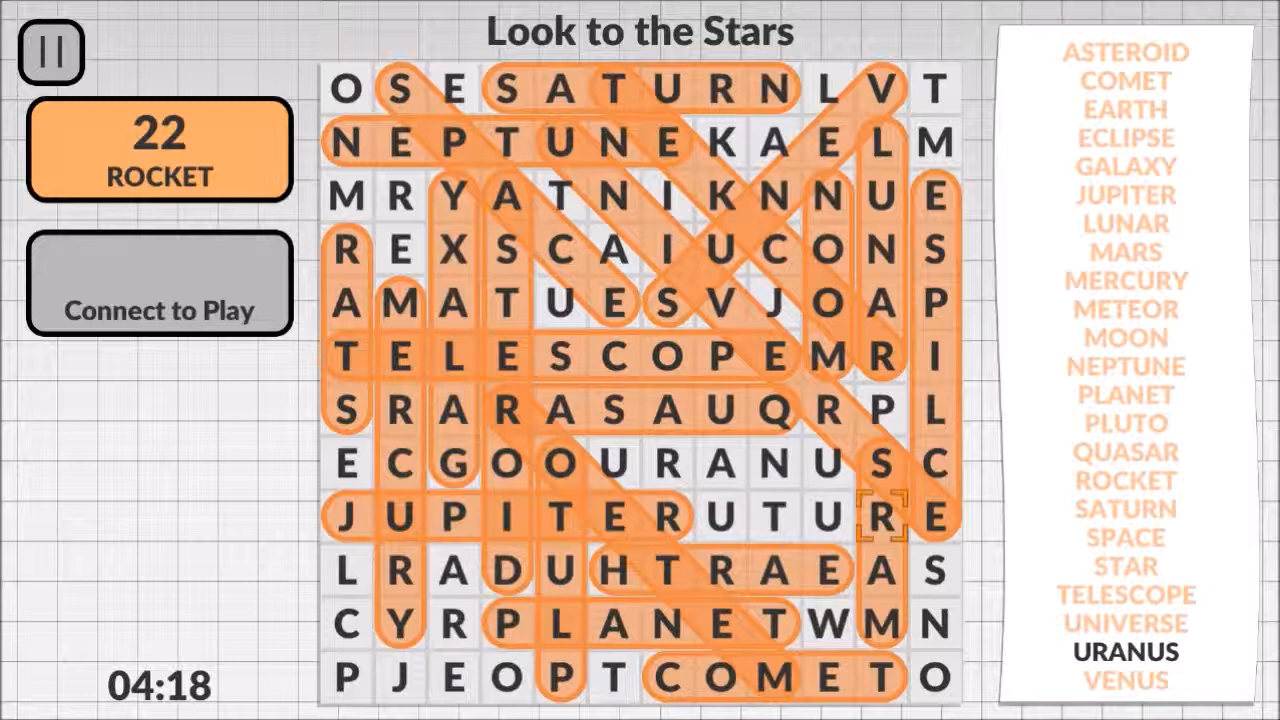 Look to the Stars
22
ROCKET
Connect to Play
04:18
O S E S A T U R N L V T
N E P T U N E K A E L M
M R Y A T N I K N N U E
R E X S C A I U C O N S
A M A T U E S V J O A P
T E L E S C O P E M R I
S R A R A S A U Q R P L
E C G O O U R A N U S C
J U P I T E R U T U R E
L R A D U H T R A E A S
C Y R P L A N E T W M N
P J E O P T C O M E T O
ASTEROID
COMET
EARTH
ECLIPSE
GALAXY
JUPITER
LUNAR
MARS
MERCURY
METEOR
MOON
NEPTUNE
PLANET
PLUTO
QUASAR
ROCKET
SATURN
SPACE
STAR
TELESCOPE
UNIVERSE
URANUS
VENUS